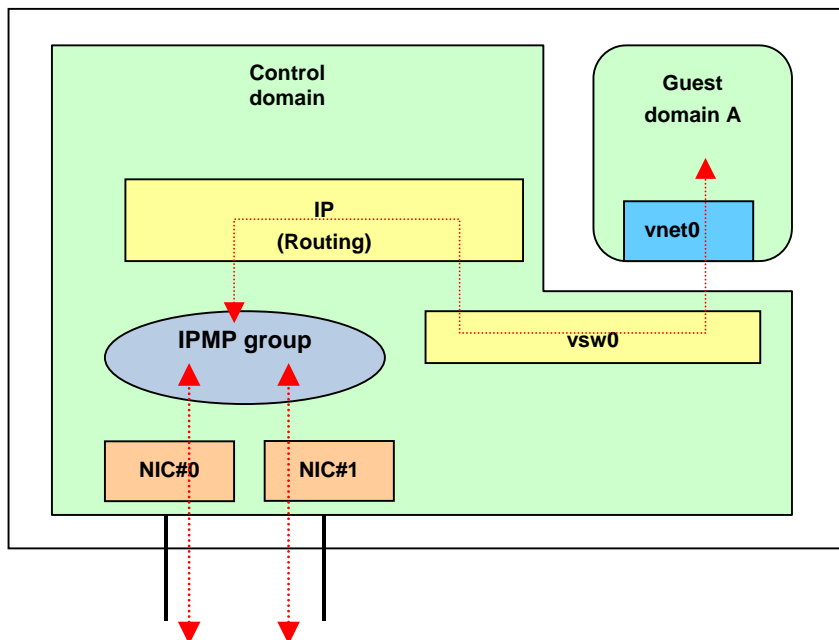 Control
domain
Guest
domain A
IP
(Routing)
vnet0
IPMP group
vsw0
NIC#0
NIC#1